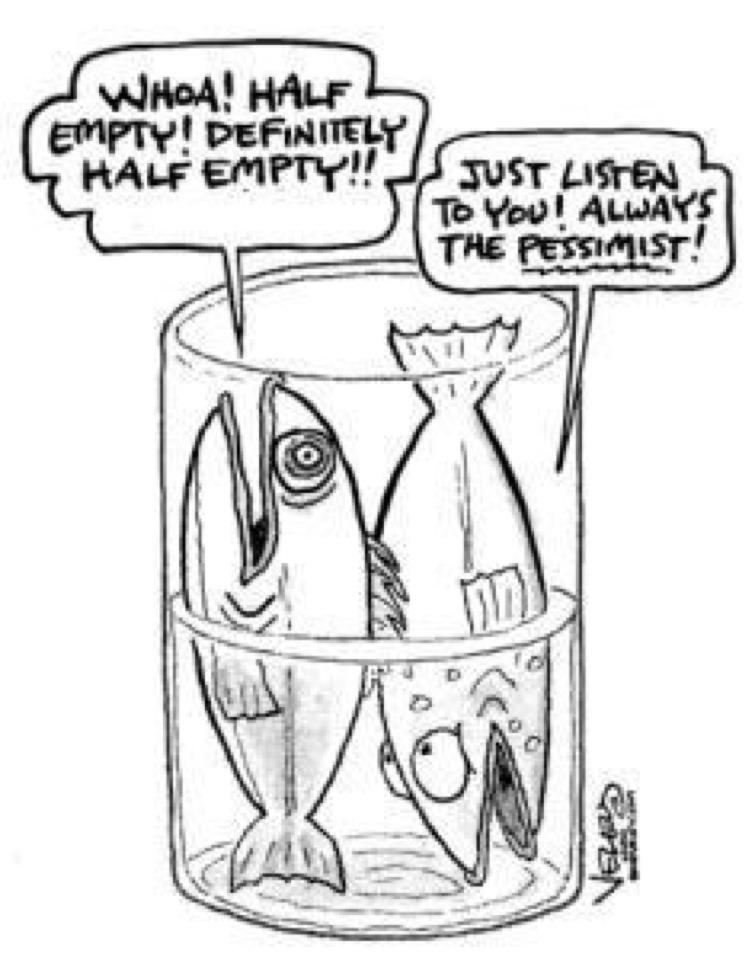 WHOA! HALF
EMPTY! DEFINITELY
HALF EMPTY!!
JUST LISTEN
TO YOU! ALWAYS
THE PESSIMIST!